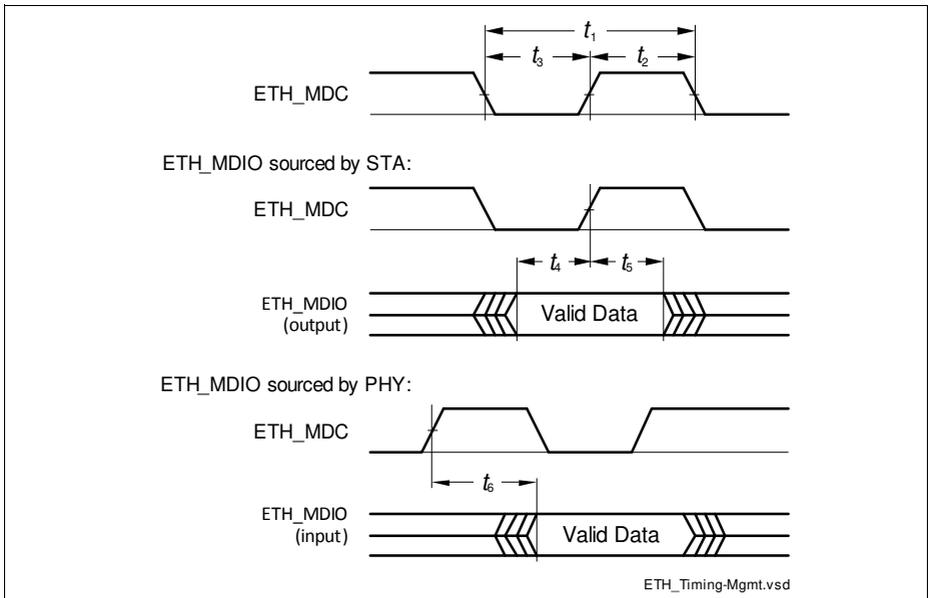 t₁
t₃ t₂
ETH_MDC
ETH_MDIO sourced by STA:
ETH_MDC
t₄ t₅
ETH_MDIO
(output)
Valid Data
ETH_MDIO sourced by PHY:
ETH_MDC
t₆
ETH_MDIO
(input)
Valid Data
ETH_Timing-Mgmt.vsd